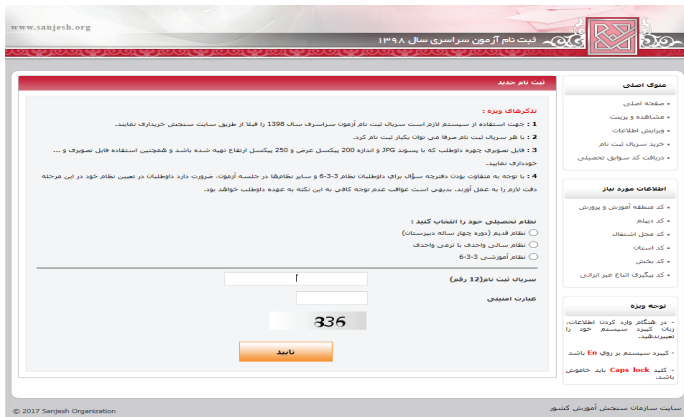 www.sanjesh.org
ثبت نام آزمون سراسری سال ۱۳۹۸
منوی اصلی
صفحه اصلی
مشاهده و پرینت
ویرایش اطلاعات
خرید سریال ثبت نام
دریافت کد سوابق تحصیلی
اطلاعات مورد نیاز
کد منطقه آموزش و پرورش
کد دیپلم
کد محل اشتغال
کد استان
کد بخش
کد پیگیری اتباع غیر ایرانی
توجه ویژه
- در هنگام وارد کردن اطلاعات،
زبان کیبرد سیستم خود را
تغییرندهید.
- کیبرد سیستم بر روی En باشد
- کلید Caps lock باید خاموش
باشد.
ثبت نام جدید
تذکرهای ویژه :
1 : جهت استفاده از سیستم لازم است سریال ثبت نام آزمون سراسری سال 1398 را قبلا از طریق سایت سنجش خریداری نمایند.
2 : با هر سریال ثبت نام صرفا می توان یکبار ثبت نام کرد.
3 : فایل تصویری چهره داوطلب که با پسوند JPG و اندازه 200 پیکسل عرض و 250 پیکسل ارتفاع تهیه شده باشد و همچنین استفاده فایل تصویری و ...
خودداری نمایید.
4 : با توجه به متفاوت بودن دفترچه سؤال برای داوطلبان نظام 3-3-6 و سایر نظام‌ها در جلسه آزمون، ضرورت دارد داوطلبان در تعیین نظام خود در این مرحله
دقت لازم را به عمل آورند. بدیهی است عواقب عدم توجه کافی به این نکته به عهده داوطلب خواهد بود.
نظام تحصیلی خود را انتخاب کنید :
نظام قدیم (دوره چهار ساله دبیرستان)
نظام سالی واحدی یا ترمی واحدی
نظام آموزشی 3-3-6
سریال ثبت نام(12 رقم)
عبارت امنیتی
336
تایید
© 2017 Sanjesh Organization
سایت سازمان سنجش آموزش کشور